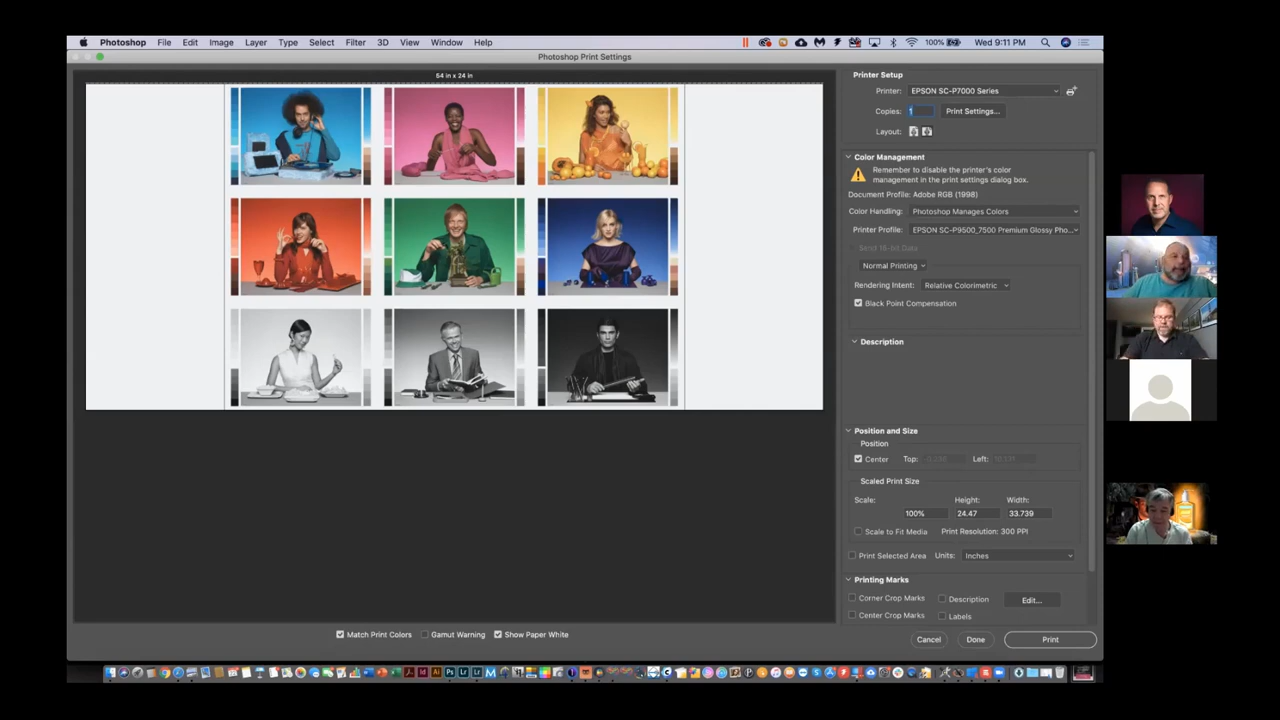 Photoshop File Edit Image Layer Type Select Filter 3D View Window Help 100% Wed 9:11 PM
Photoshop Print Settings
54 in x 24 in
Printer Setup
Printer: EPSON SC-P7000 Series
Copies: 1 Print Settings...
Layout:
Color Management
Remember to disable the printer's color
management in the print settings dialog box.
Document Profile: Adobe RGB (1998)
Color Handling: Photoshop Manages Colors
Printer Profile: EPSON SC-P9500_7500 Premium Glossy Pho...
Send 16-bit Data
Normal Printing
Rendering Intent: Relative Colorimetric
Black Point Compensation
Description
Position and Size
Position
Center Top: Left:
Scaled Print Size
Scale: Height: Width:
100% 24.47 33.739
Scale to Fit Media Print Resolution: 300 PPI
Print Selected Area Units: Inches
Printing Marks
Corner Crop Marks Description Edit...
Center Crop Marks Labels
Match Print Colors Gamut Warning Show Paper White
Cancel Done Print